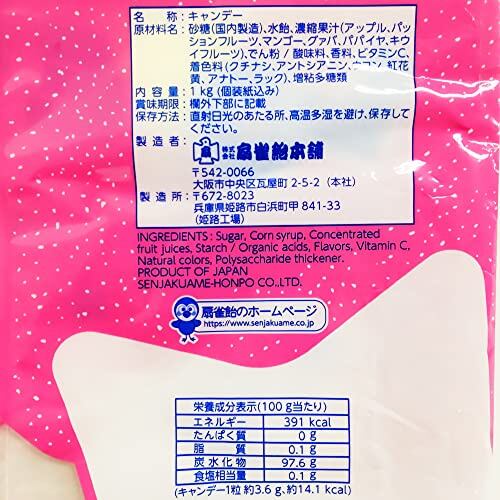 名 称：キャンデー
原材料名：砂糖(国内製造)、水飴、濃縮果汁(アップル、パッ
ションフルーツ、マンゴー、グァバ、パパイヤ、キウ
イフルーツ)、でん粉 / 酸味料、香料、ビタミンC、
着色料(クチナシ、アントシアニン、ウコン、紅花
黄、アナトー、ラック)、増粘多糖類
内 容 量：1kg(個装紙込み)
賞味期限：欄外下部に記載
保存方法：直射日光のあたる所、高温多湿を避け、保存して
ください。
製造者：株式会社 扇雀飴本舗
〒542-0066
大阪市中央区瓦屋町 2-5-2（本社）
製造所：〒672-8023
兵庫県姫路市白浜町甲 841-33
(姫路工場)
INGREDIENTS: Sugar, Corn syrup, Concentrated
fruit juices, Starch / Organic acids, Flavors, Vitamin C,
Natural colors, Polysaccharide thickener.
PRODUCT OF JAPAN
SENJAKUAME-HONPO CO.,LTD.
扇雀飴のホームページ
https://www.senjakuame.co.jp
栄養成分表示(100g当たり)
エネルギー 391 kcal
たんぱく質 0 g
脂質 0.1 g
炭水化物 97.6 g
食塩相当量 0.1 g
(キャンデー1粒 約3.6g、約14.1kcal)